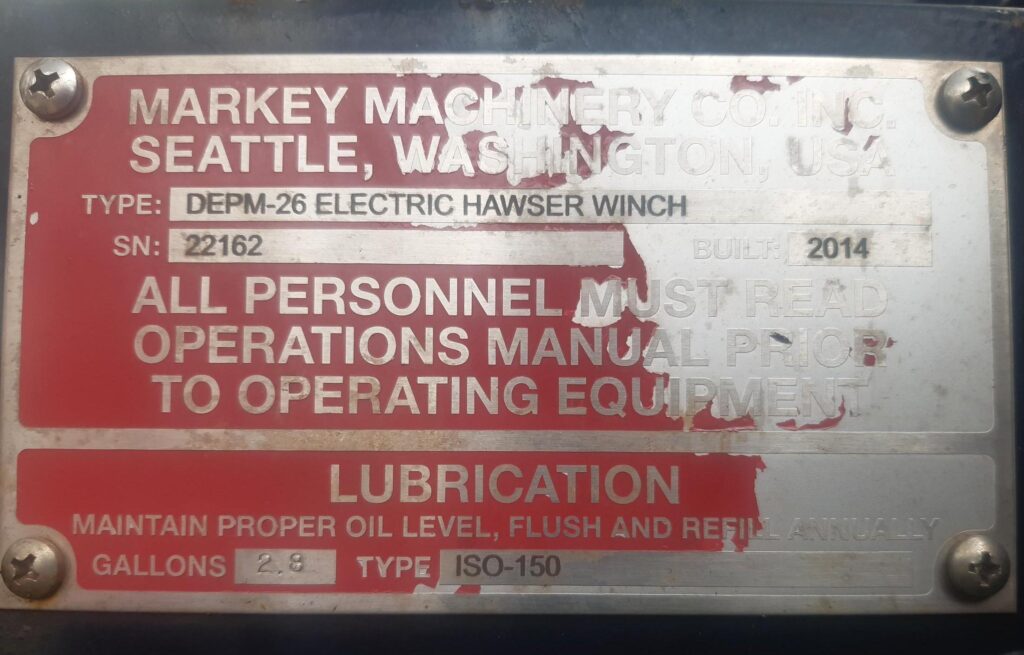 MARKEY MACHINERY CO. INC.
SEATTLE, WASHINGTON, USA
TYPE: DEPM-26 ELECTRIC HAWSER WINCH
SN: 22162 BUILT: 2014
ALL PERSONNEL MUST READ
OPERATIONS MANUAL PRIOR
TO OPERATING EQUIPMENT
LUBRICATION
MAINTAIN PROPER OIL LEVEL, FLUSH AND REFILL ANNUALLY
GALLONS 2.8 TYPE ISO-150